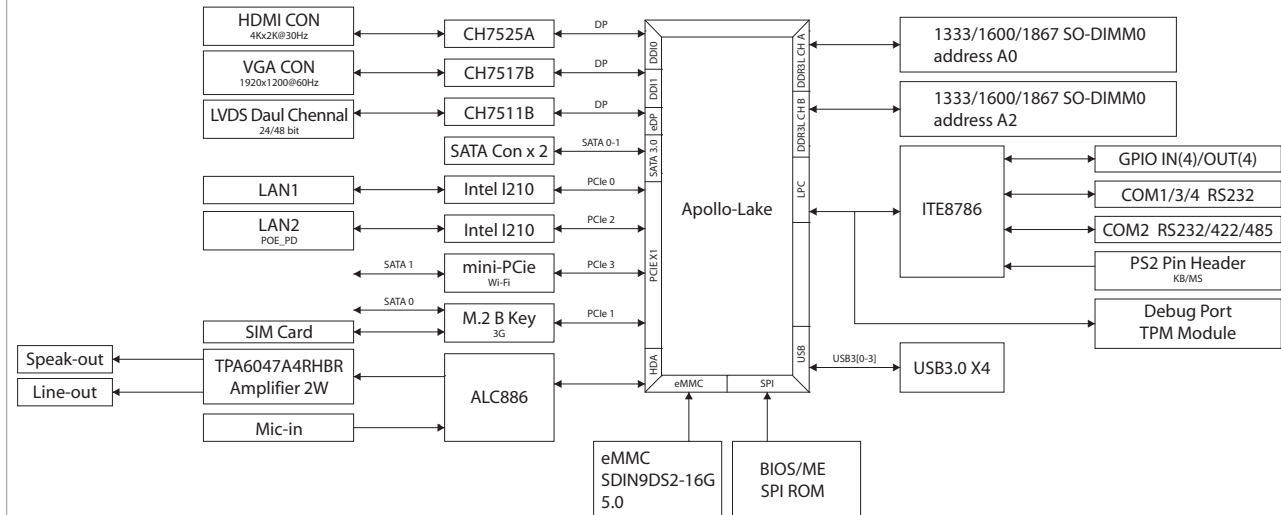 HDMI CON
4Kx2K@30Hz
CH7525A
DP
DDI0
VGA CON
1920x1200@60Hz
CH7517B
DP
DDI1
LVDS Daul Chennal
24/48 bit
CH7511B
DP
eDP
SATA Con x 2
SATA 0-1
SATA 3.0
LAN1
Intel I210
PCIe 0
LAN2
POE_PD
Intel I210
PCIe 2
SATA 1
mini-PCie
Wi-Fi
PCIe 3
PCIE X1
SATA 0
M.2 B Key
3G
PCIe 1
SIM Card
Speak-out
Line-out
TPA6047A4RHBR
Amplifier 2W
Mic-in
ALC886
HDA
Apollo-Lake
eMMC
SPI
eMMC
SDIN9DS2-16G
5.0
BIOS/ME
SPI ROM
DDR3L CH A
1333/1600/1867 SO-DIMM0
address A0
DDR3L CH B
1333/1600/1867 SO-DIMM0
address A2
LPC
ITE8786
GPIO IN(4)/OUT(4)
COM1/3/4 RS232
COM2 RS232/422/485
PS2 Pin Header
KB/MS
Debug Port
TPM Module
USB
USB3[0-3]
USB3.0 X4